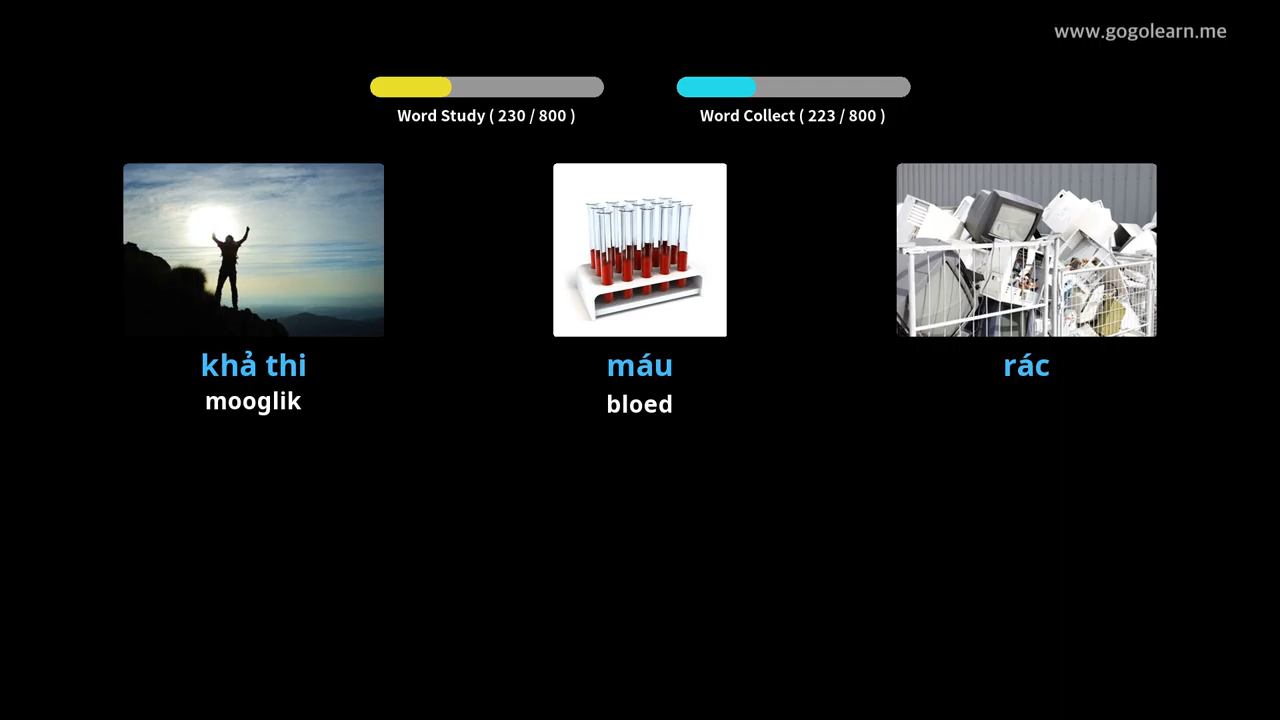 www.gogolearn.me
Word Study ( 230 / 800 )
Word Collect ( 223 / 800 )
khả thi
mooglik
máu
bloed
rác